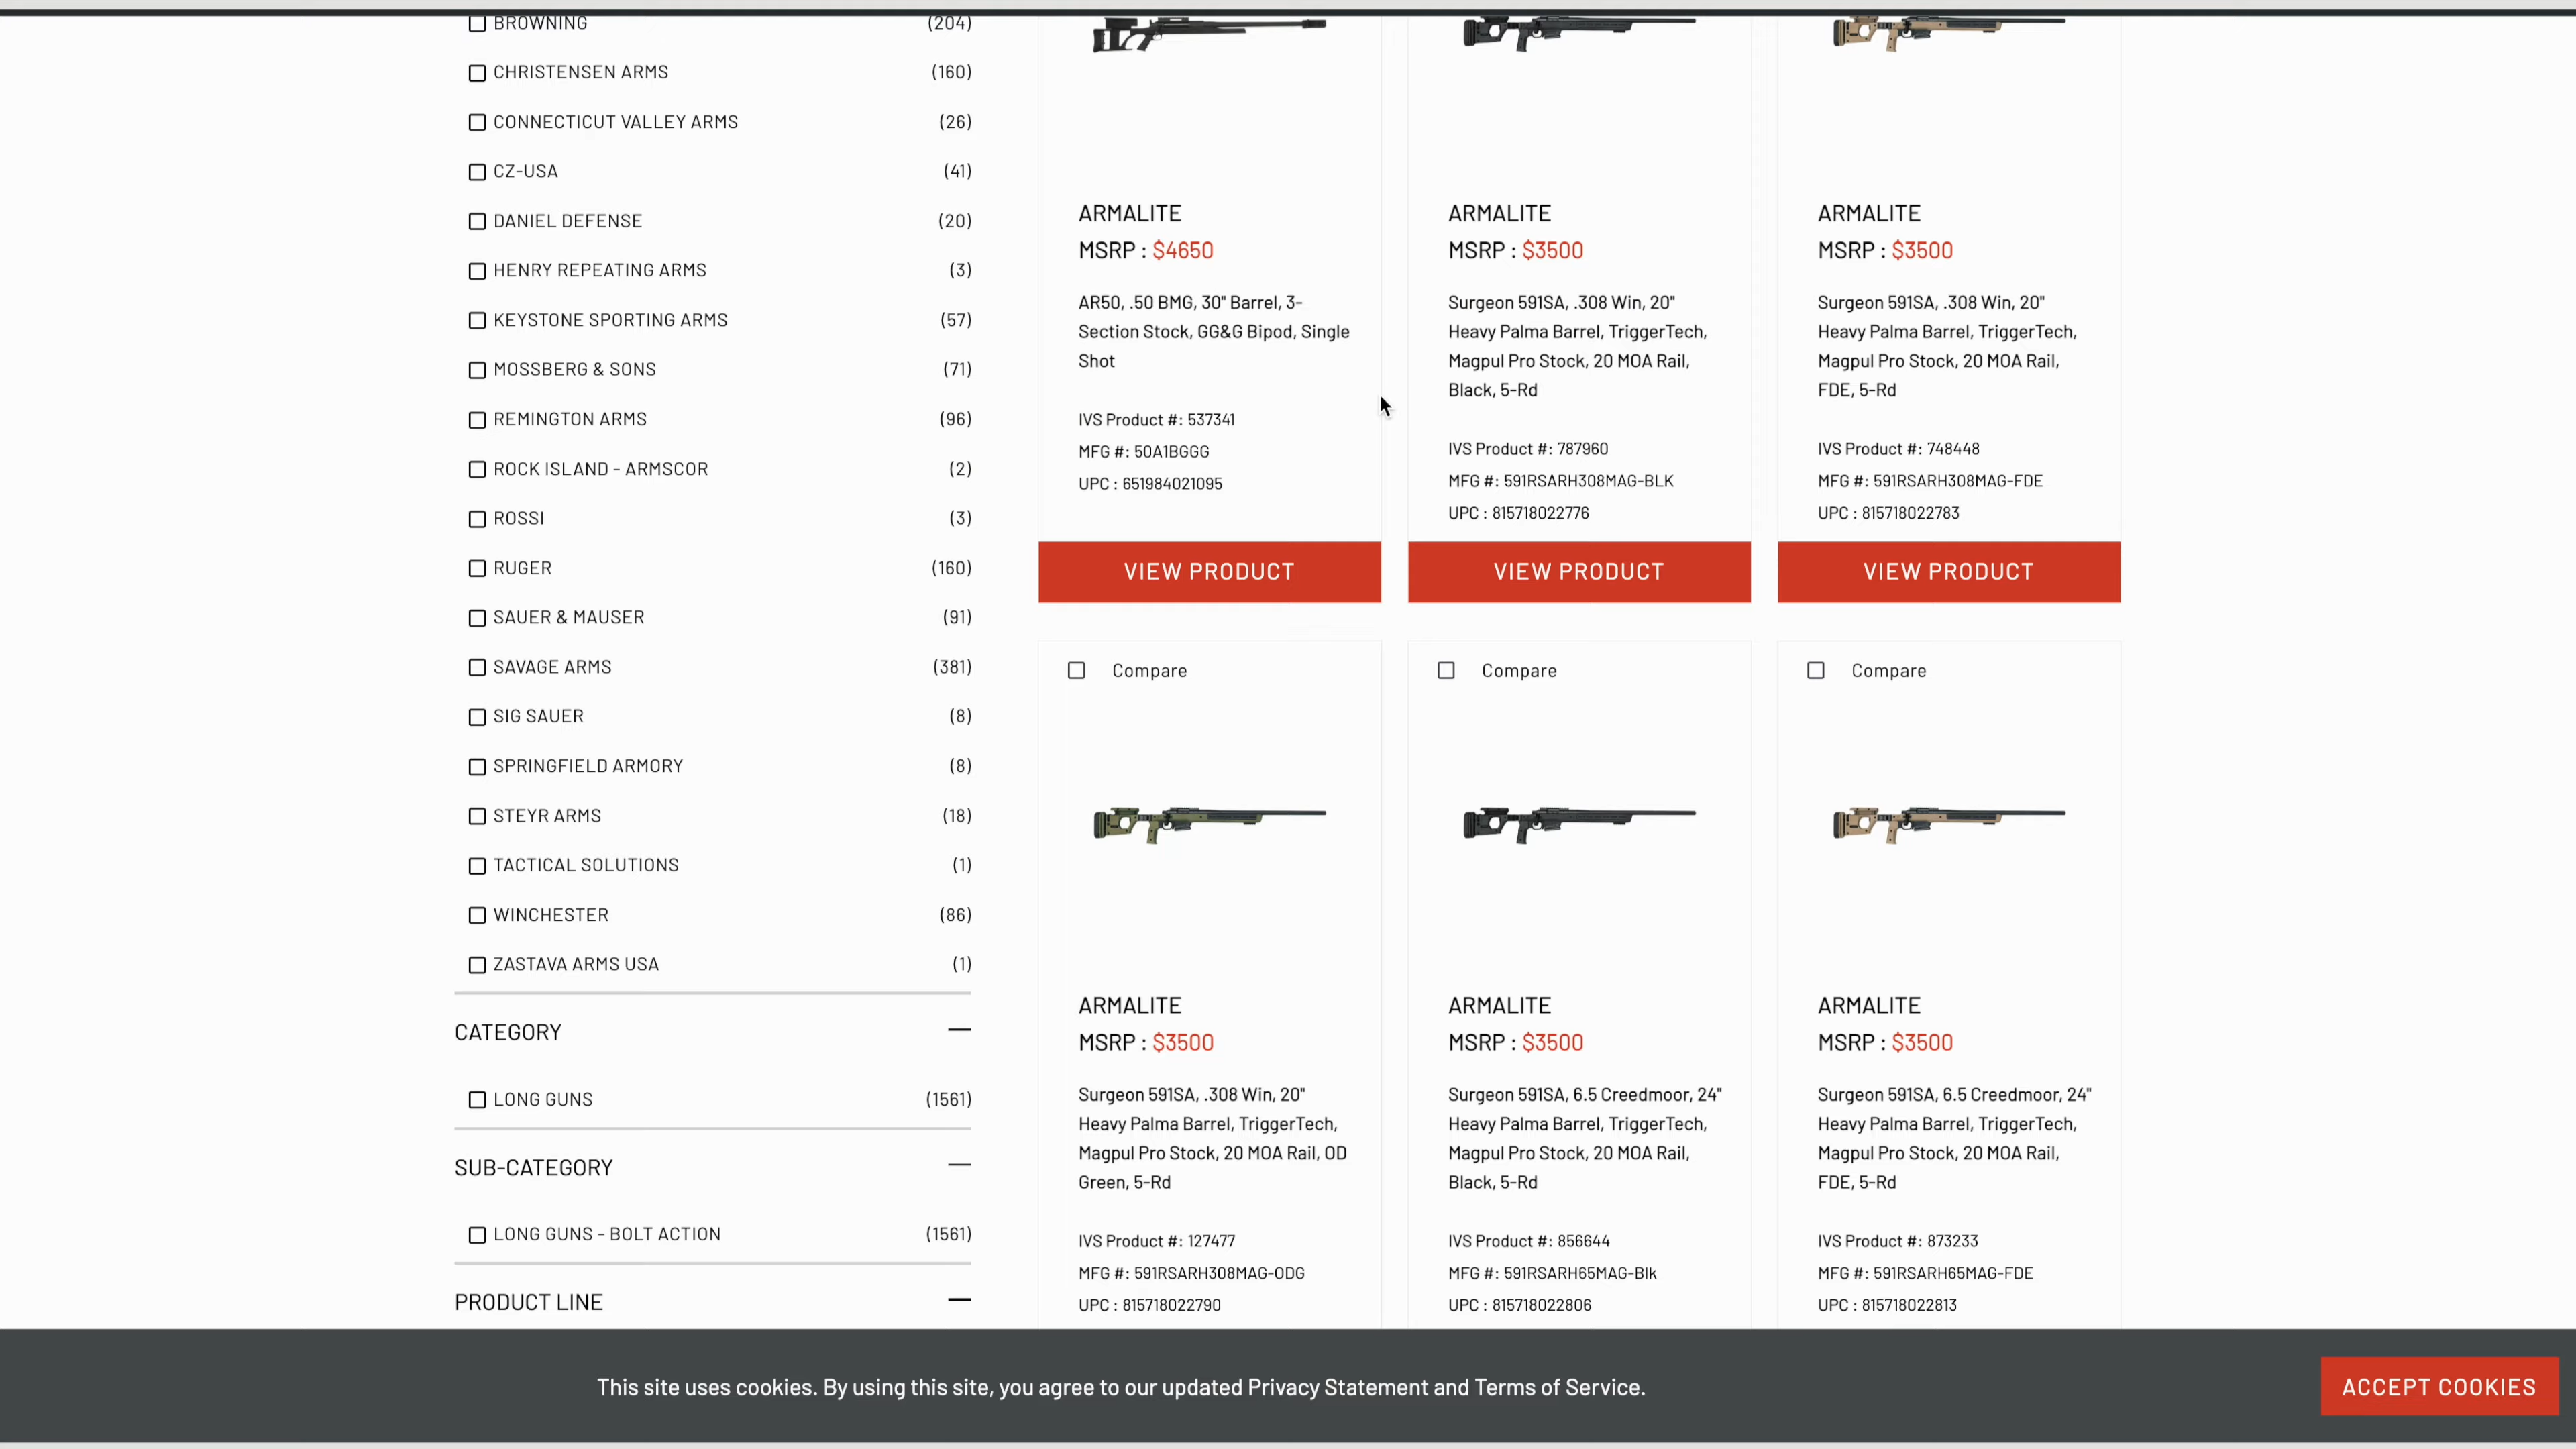 BROWNING (204)
CHRISTENSEN ARMS (160)
CONNECTICUT VALLEY ARMS (26)
CZ-USA (41)
DANIEL DEFENSE (20)
HENRY REPEATING ARMS (3)
KEYSTONE SPORTING ARMS (57)
MOSSBERG & SONS (71)
REMINGTON ARMS (96)
ROCK ISLAND - ARMSCOR (2)
ROSSI (3)
RUGER (160)
SAUER & MAUSER (91)
SAVAGE ARMS (381)
SIG SAUER (8)
SPRINGFIELD ARMORY (8)
STEYR ARMS (18)
TACTICAL SOLUTIONS (1)
WINCHESTER (86)
ZASTAVA ARMS USA (1)
CATEGORY
LONG GUNS (1561)
SUB-CATEGORY
LONG GUNS - BOLT ACTION (1561)
PRODUCT LINE
ARMALITE
MSRP : $4650
AR50, .50 BMG, 30" Barrel, 3-
Section Stock, GG&G Bipod, Single
Shot
IVS Product #: 537341
MFG #: 50A1BGGG
UPC : 651984021095
VIEW PRODUCT
ARMALITE
MSRP : $3500
Surgeon 591SA, .308 Win, 20"
Heavy Palma Barrel, TriggerTech,
Magpul Pro Stock, 20 MOA Rail,
Black, 5-Rd
IVS Product #: 787960
MFG #: 591RSARH308MAG-BLK
UPC : 815718022776
VIEW PRODUCT
ARMALITE
MSRP : $3500
Surgeon 591SA, .308 Win, 20"
Heavy Palma Barrel, TriggerTech,
Magpul Pro Stock, 20 MOA Rail,
FDE, 5-Rd
IVS Product #: 748448
MFG #: 591RSARH308MAG-FDE
UPC : 815718022783
VIEW PRODUCT
Compare
ARMALITE
MSRP : $3500
Surgeon 591SA, .308 Win, 20"
Heavy Palma Barrel, TriggerTech,
Magpul Pro Stock, 20 MOA Rail, OD
Green, 5-Rd
IVS Product #: 127477
MFG #: 591RSARH308MAG-ODG
UPC : 815718022790
Compare
ARMALITE
MSRP : $3500
Surgeon 591SA, 6.5 Creedmoor, 24"
Heavy Palma Barrel, TriggerTech,
Magpul Pro Stock, 20 MOA Rail,
Black, 5-Rd
IVS Product #: 856644
MFG #: 591RSARH65MAG-Blk
UPC : 815718022806
Compare
ARMALITE
MSRP : $3500
Surgeon 591SA, 6.5 Creedmoor, 24"
Heavy Palma Barrel, TriggerTech,
Magpul Pro Stock, 20 MOA Rail,
FDE, 5-Rd
IVS Product #: 873233
MFG #: 591RSARH65MAG-FDE
UPC : 815718022813
This site uses cookies. By using this site, you agree to our updated Privacy Statement and Terms of Service.
ACCEPT COOKIES